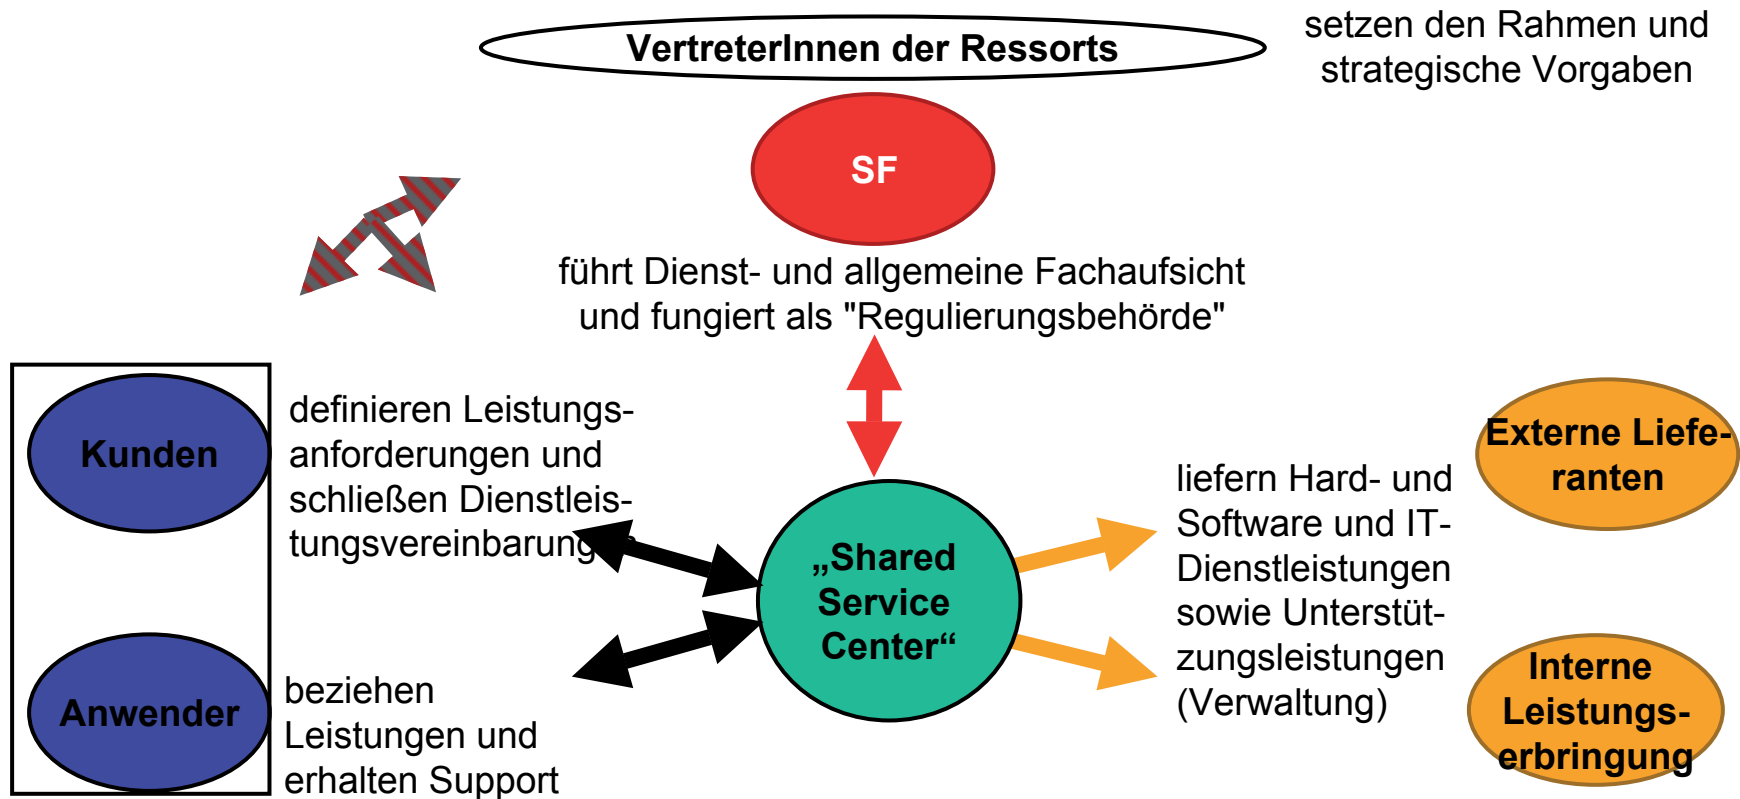 VertreterInnen der Ressorts
setzen den Rahmen und
strategische Vorgaben
SF
führt Dienst- und allgemeine Fachaufsicht
und fungiert als "Regulierungsbehörde"
Kunden
definieren Leistungs-
anforderungen und
schließen Dienstleis-
tungsvereinbarungen
Anwender
beziehen
Leistungen und
erhalten Support
„Shared
Service
Center“
liefern Hard- und
Software und IT-
Dienstleistungen
sowie Unterstüt-
zungsleistungen
(Verwaltung)
Externe Liefe-
ranten
Interne
Leistungs-
erbringung